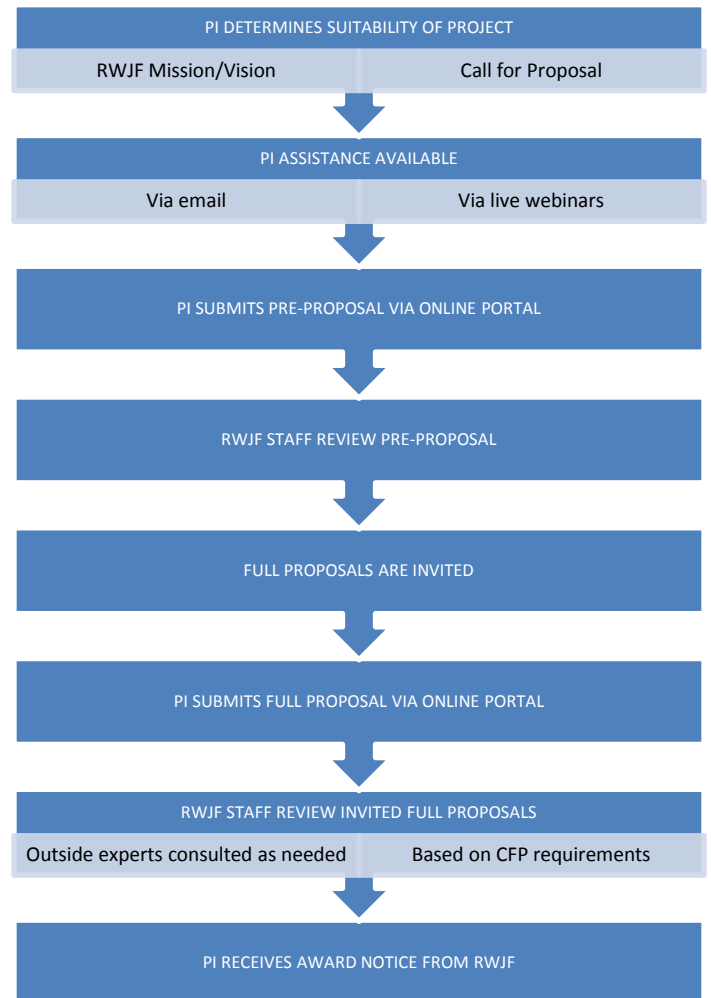 PI DETERMINES SUITABILITY OF PROJECT
RWJF Mission/Vision
Call for Proposal
PI ASSISTANCE AVAILABLE
Via email
Via live webinars
PI SUBMITS PRE-PROPOSAL VIA ONLINE PORTAL
RWJF STAFF REVIEW PRE-PROPOSAL
FULL PROPOSALS ARE INVITED
PI SUBMITS FULL PROPOSAL VIA ONLINE PORTAL
RWJF STAFF REVIEW INVITED FULL PROPOSALS
Outside experts consulted as needed
Based on CFP requirements
PI RECEIVES AWARD NOTICE FROM RWJF